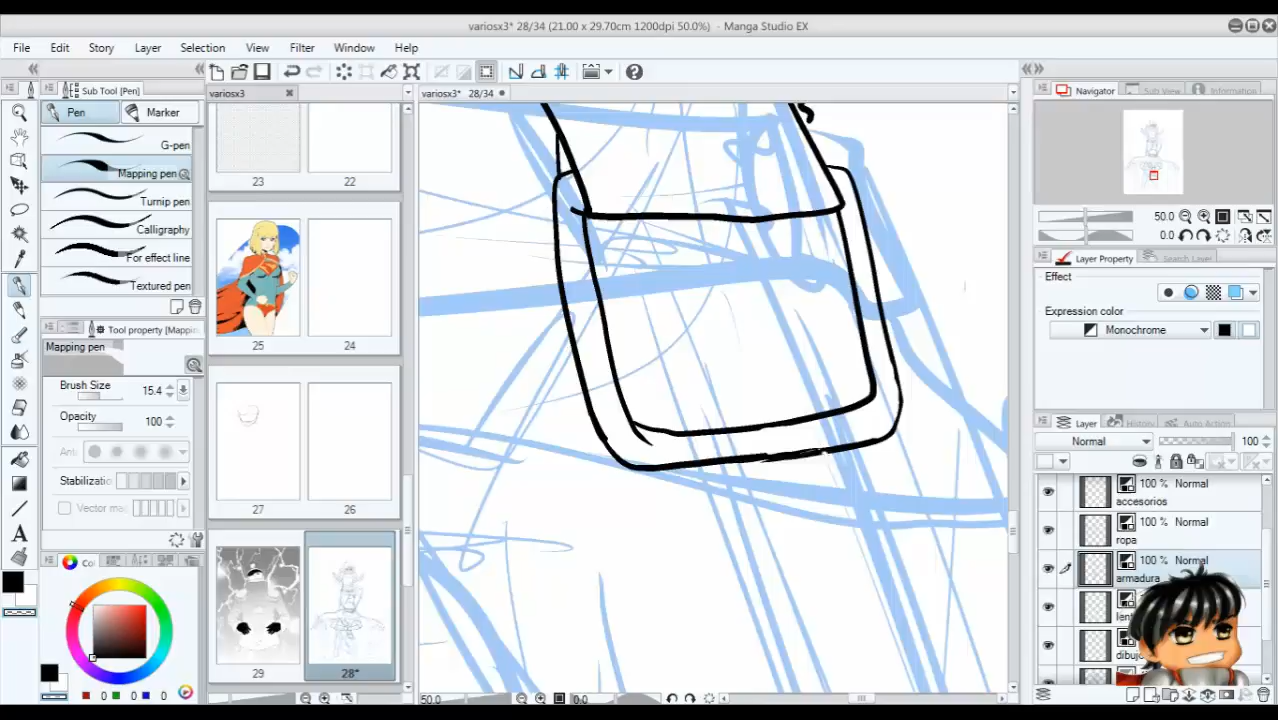 variosx3* 28/34 (21.00 x 29.70cm 1200dpi 50.0%) - Manga Studio EX
File Edit Story Layer Selection View Filter Window Help
Sub Tool [Pen]
variosx3
variosx3* 28/34
Navigator Sub View Information
Pen Marker
G-pen
Mapping pen
Turnip pen
Calligraphy
For effect line
Textured pen
23 22
50.0
0.0
Layer Property Search Layer
Effect
Expression color
Monochrome
Tool property [Mappin
Mapping pen
Brush Size 15.4
Opacity 100
Stabilizatio
Vector ma
25 24
27 26
29 28*
Layer History Auto Action
Normal 100
100 % Normal
accesorios
100 % Normal
ropa
100 % Normal
armadura
100 %
dibujo
Co
0 0 0
50.0 0.0